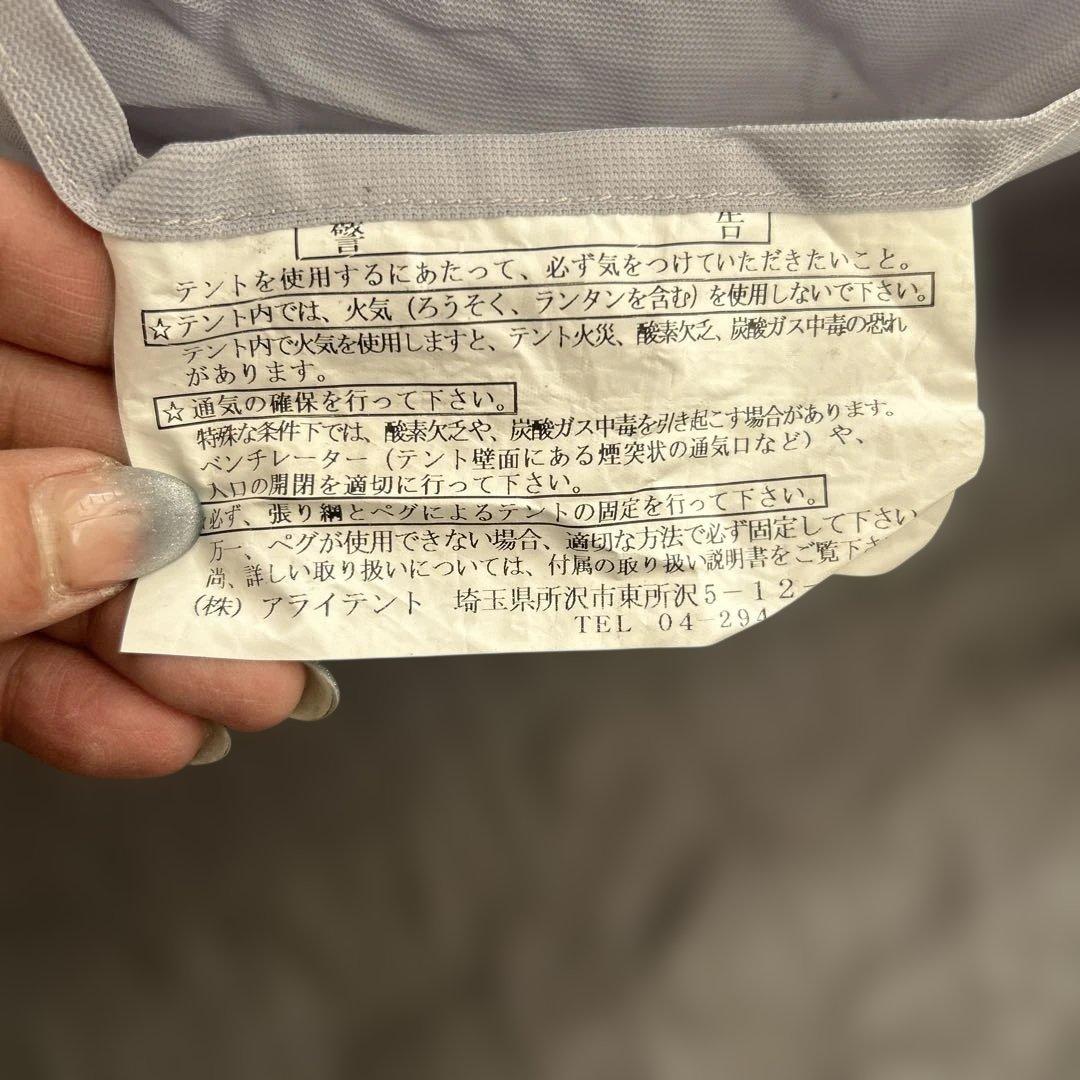 警告
テントを使用するにあたって、必ず気をつけていただきたいこと。
☆テント内では、火気（ろうそく、ランタンを含む）を使用しないで下さい。
テント内で火気を使用しますと、テント火災、酸素欠乏、炭酸ガス中毒の恐れ
があります。
☆通気の確保を行って下さい。
特殊な条件下では、酸素欠乏や、炭酸ガス中毒を引き起こす場合があります。
ベンチレーター（テント壁面にある煙突状の通気口など）や、
入口の開閉を適切に行って下さい。
☆必ず、張り綱とペグによるテントの固定を行って下さい。
万一、ペグが使用できない場合、適切な方法で必ず固定して下さい
尚、詳しい取り扱いについては、付属の取り扱い説明書をご覧下さ
（株）アライテント 埼玉県所沢市東所沢5－12－
TEL 04－294